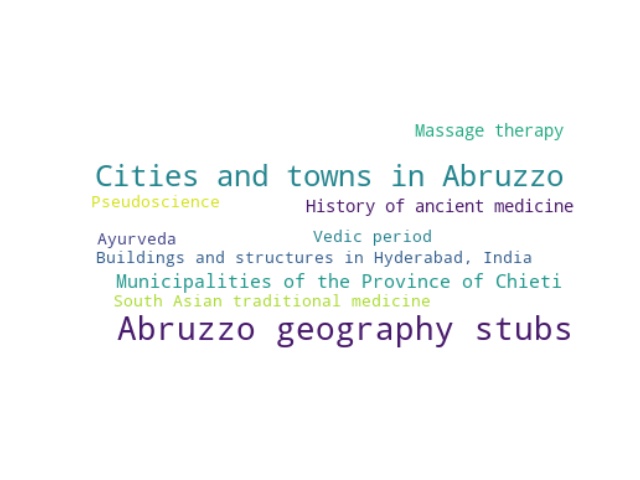 Massage therapy
Cities and towns in Abruzzo
Pseudoscience
History of ancient medicine
Ayurveda
Vedic period
Buildings and structures in Hyderabad, India
Municipalities of the Province of Chieti
South Asian traditional medicine
Abruzzo geography stubs